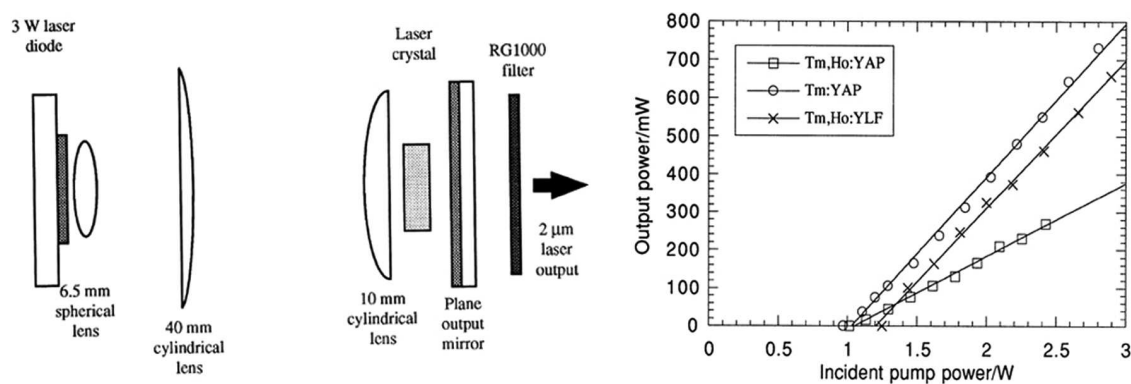 3 W laser
diode
6.5 mm
spherical
lens
40 mm
cylindrical
lens
Laser
crystal
10 mm
cylindrical
lens
Plane
output
mirror
RG1000
filter
2 μm
laser
output
Output power/mW
800
700
600
500
400
300
200
100
0
Tm,Ho:YAP
Tm:YAP
Tm,Ho:YLF
0
0.5
1
1.5
2
2.5
3
Incident pump power/W